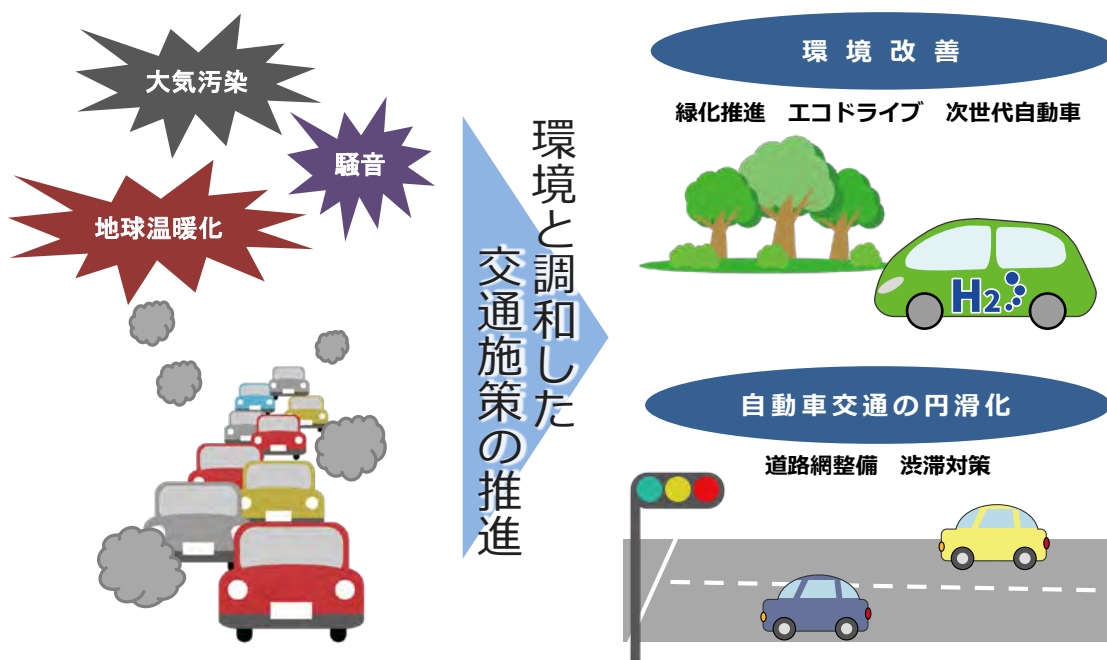 大気汚染
騒音
地球温暖化
環境と調和した
交通施策の推進
環境改善
緑化推進 エコドライブ 次世代自動車
H2
自動車交通の円滑化
道路網整備 渋滞対策